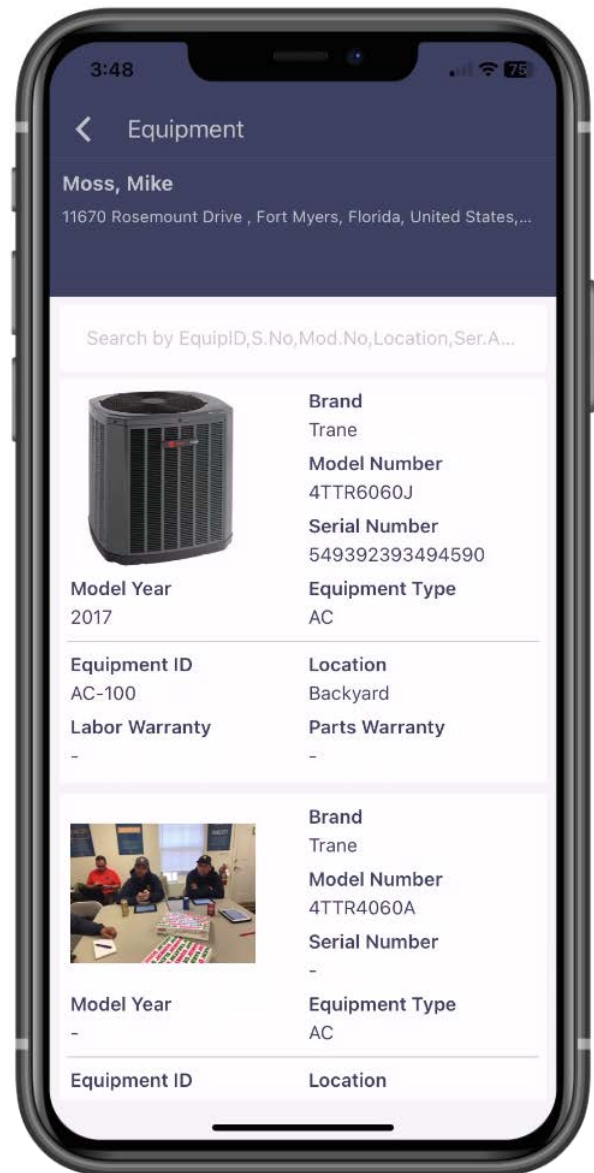 3:48
75
Equipment
Moss, Mike
11670 Rosemount Drive , Fort Myers, Florida, United States,...
Search by EquipID,S.No,Mod.No,Location,Ser.A...
Brand
Trane
Model Number
4TTR6060J
Serial Number
549392393494590
Model Year
2017
Equipment Type
AC
Equipment ID
AC-100
Location
Backyard
Labor Warranty
-
Parts Warranty
-
Brand
Trane
Model Number
4TTR4060A
Serial Number
-
Model Year
-
Equipment Type
AC
Equipment ID
Location